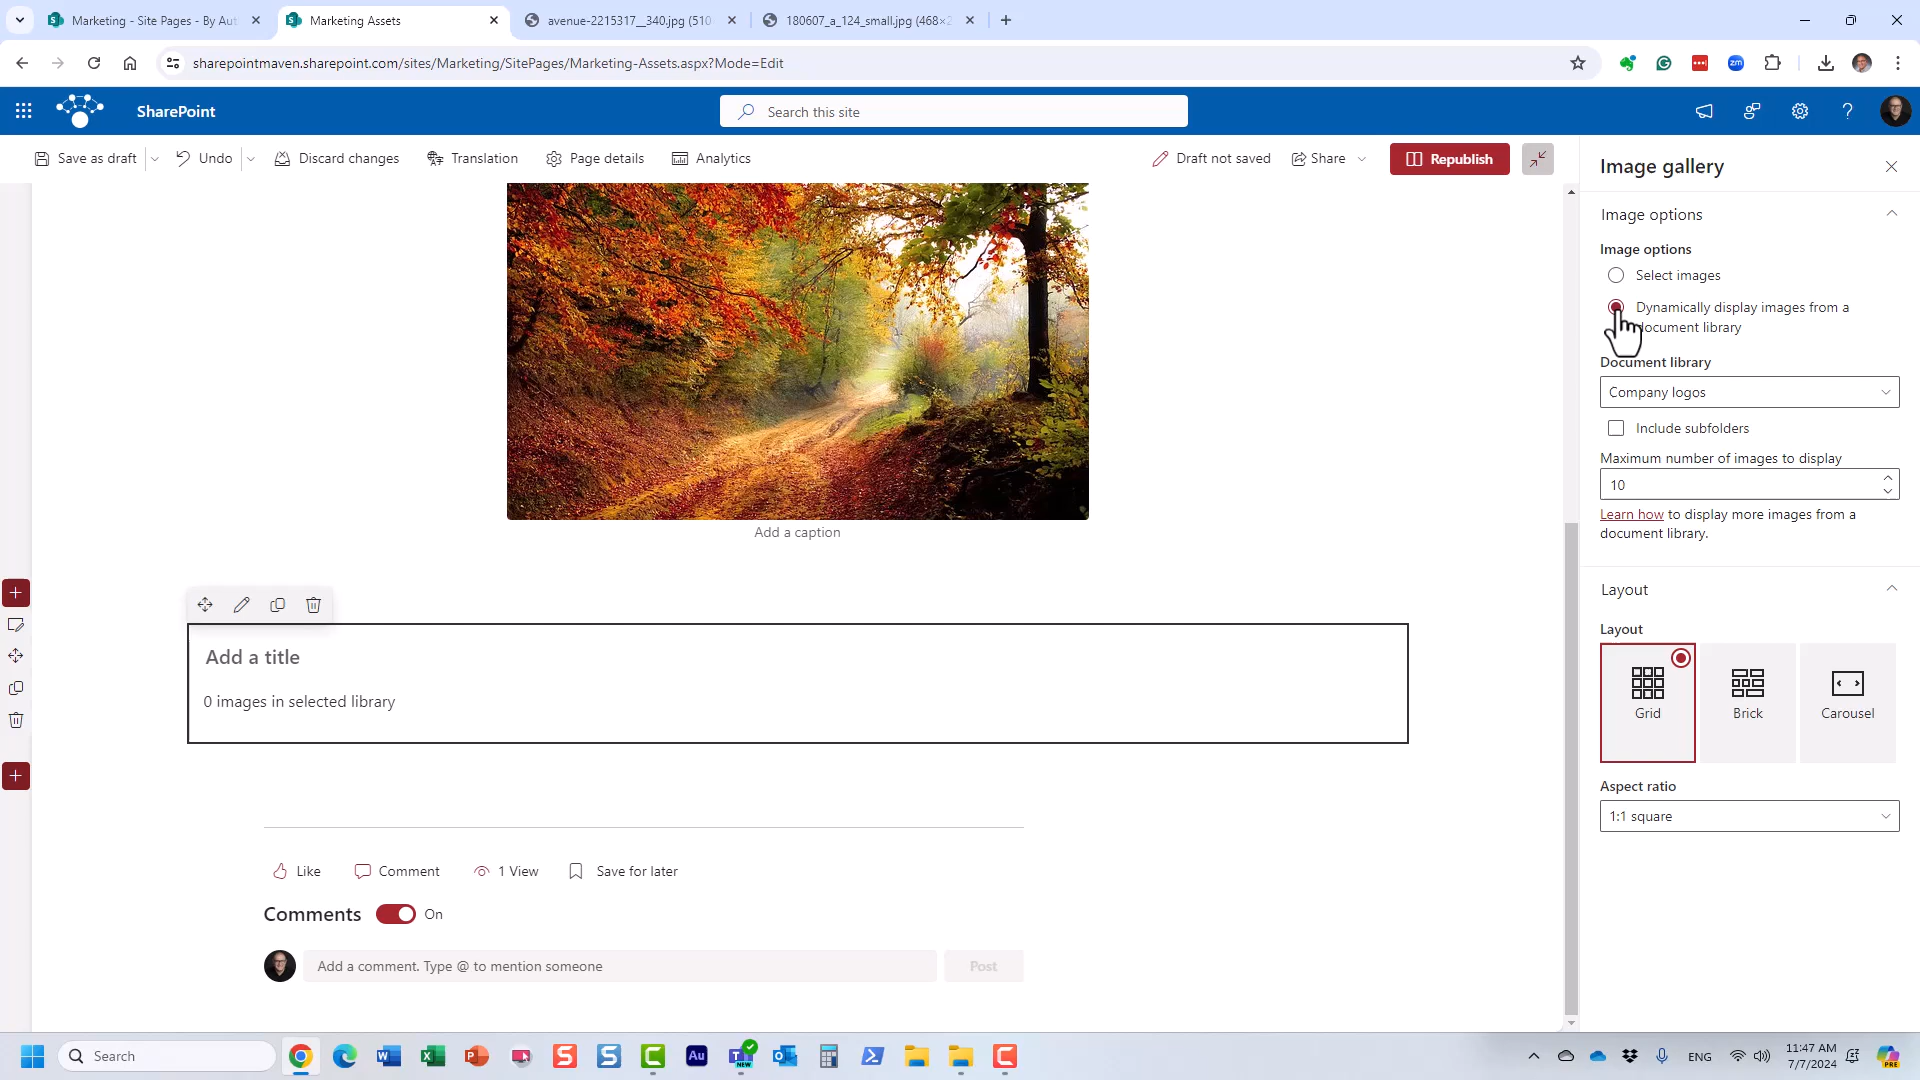 Marketing - Site Pages - By Aut
Marketing Assets
avenue-2215317__340.jpg (510
180607_a_124_small.jpg (468×2
sharepointmaven.sharepoint.com/sites/Marketing/SitePages/Marketing-Assets.aspx?Mode=Edit
SharePoint
Search this site
Save as draft
Undo
Discard changes
Translation
Page details
Analytics
Draft not saved
Share
Republish
Image gallery
Image options
Image options
Select images
Dynamically display images from a
document library
Document library
Company logos
Include subfolders
Maximum number of images to display
10
Learn how to display more images from a
document library.
Layout
Layout
Grid
Brick
Carousel
Aspect ratio
1:1 square
Add a caption
Add a title
0 images in selected library
Like
Comment
1 View
Save for later
Comments
On
Add a comment. Type @ to mention someone
Post
Search
ENG
11:47 AM
7/7/2024